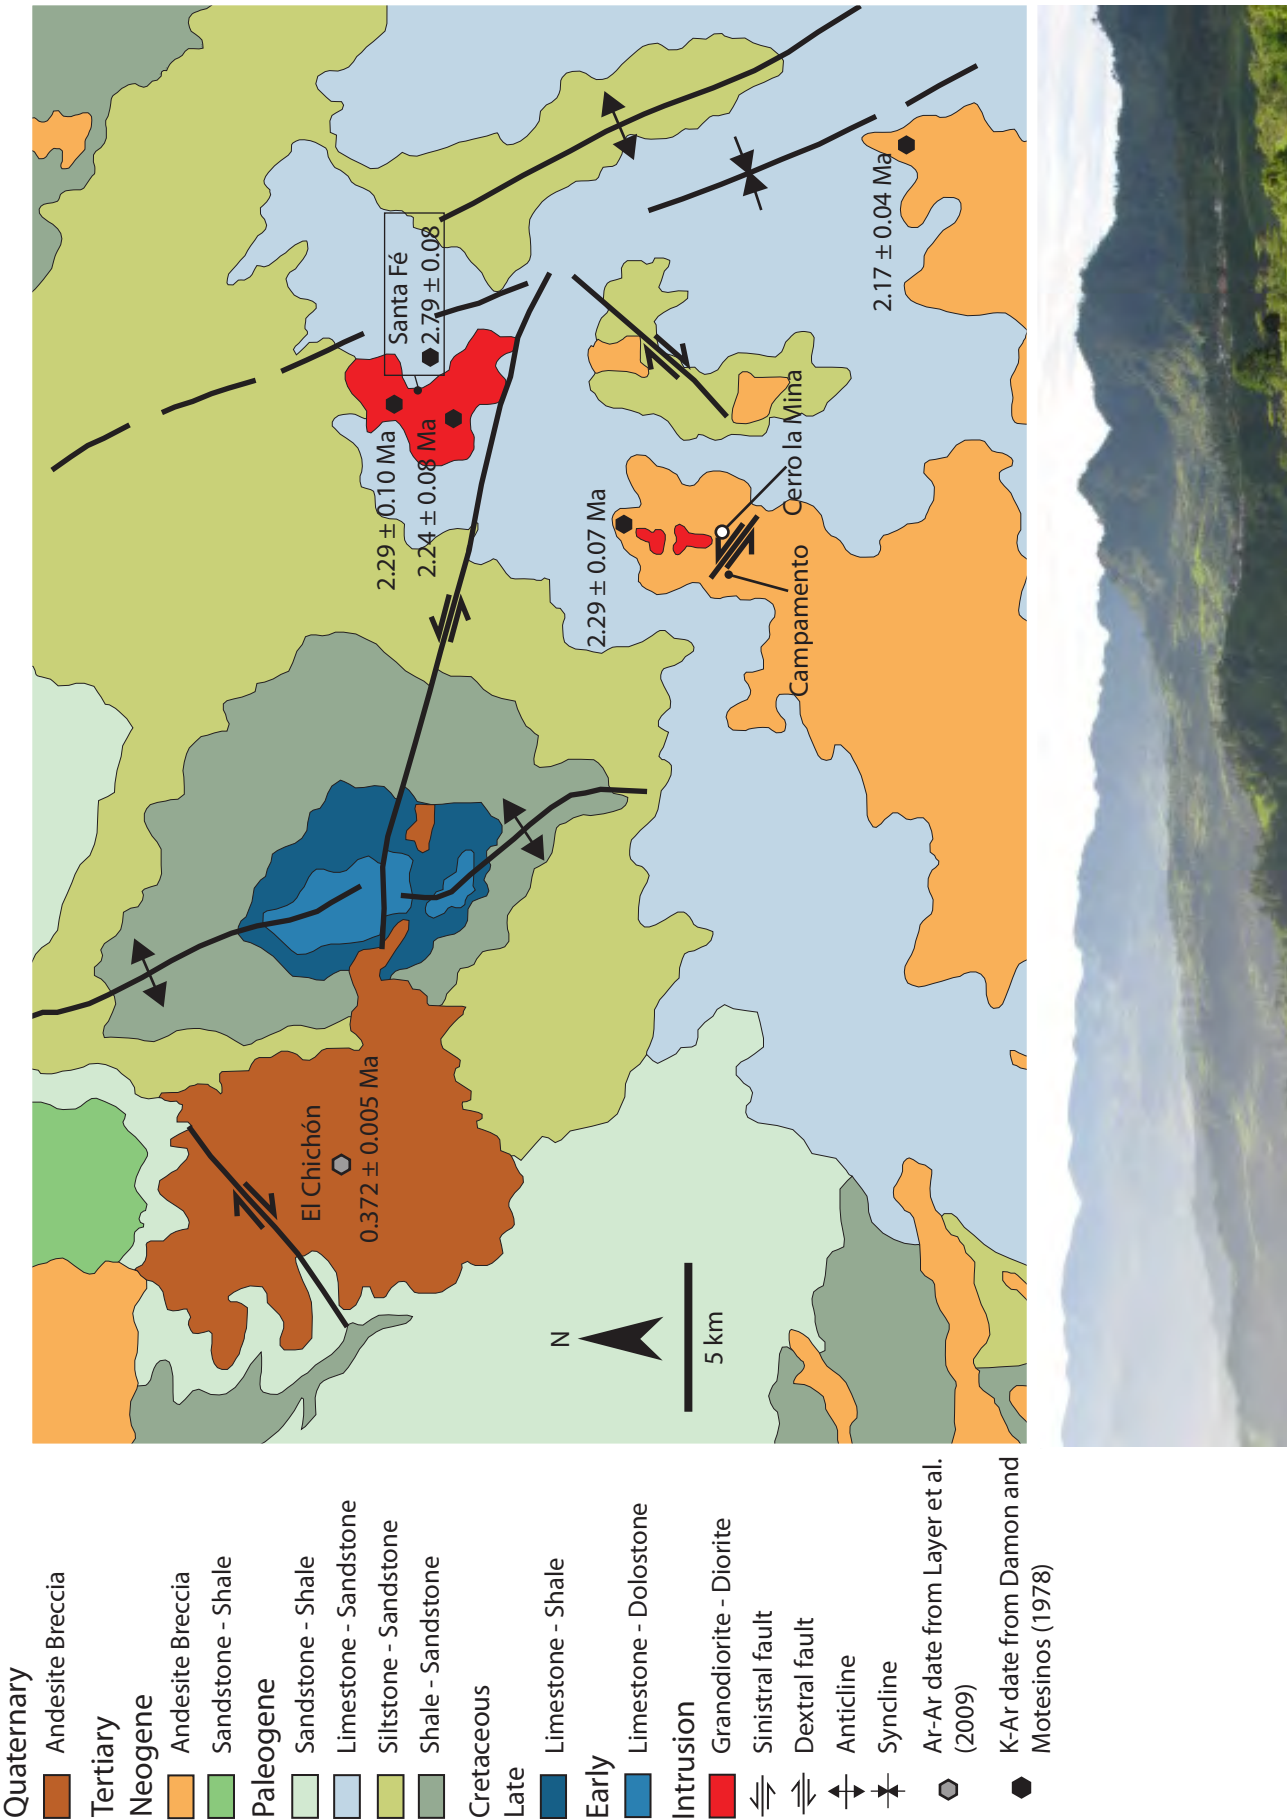 Quaternary
Andesite Breccia
Tertiary
Neogene
Andesite Breccia
Sandstone - Shale
Paleogene
Sandstone - Shale
Limestone - Sandstone
Siltstone - Sandstone
Shale - Sandstone
Cretaceous
Late
Limestone - Shale
Early
Limestone - Dolostone
Intrusion
Granodiorite - Diorite
Sinistral fault
Dextral fault
Anticline
Syncline
Ar-Ar date from Layer et al.
(2009)
K-Ar date from Damon and
Motesinos (1978)
El Chichón
0.372 ± 0.005 Ma
N
5 km
Santa Fé
2.79 ± 0.08
2.29 ± 0.10 Ma
2.24 ± 0.08 Ma
2.29 ± 0.07 Ma
Campamento
Cerro la Mina
2.17 ± 0.04 Ma